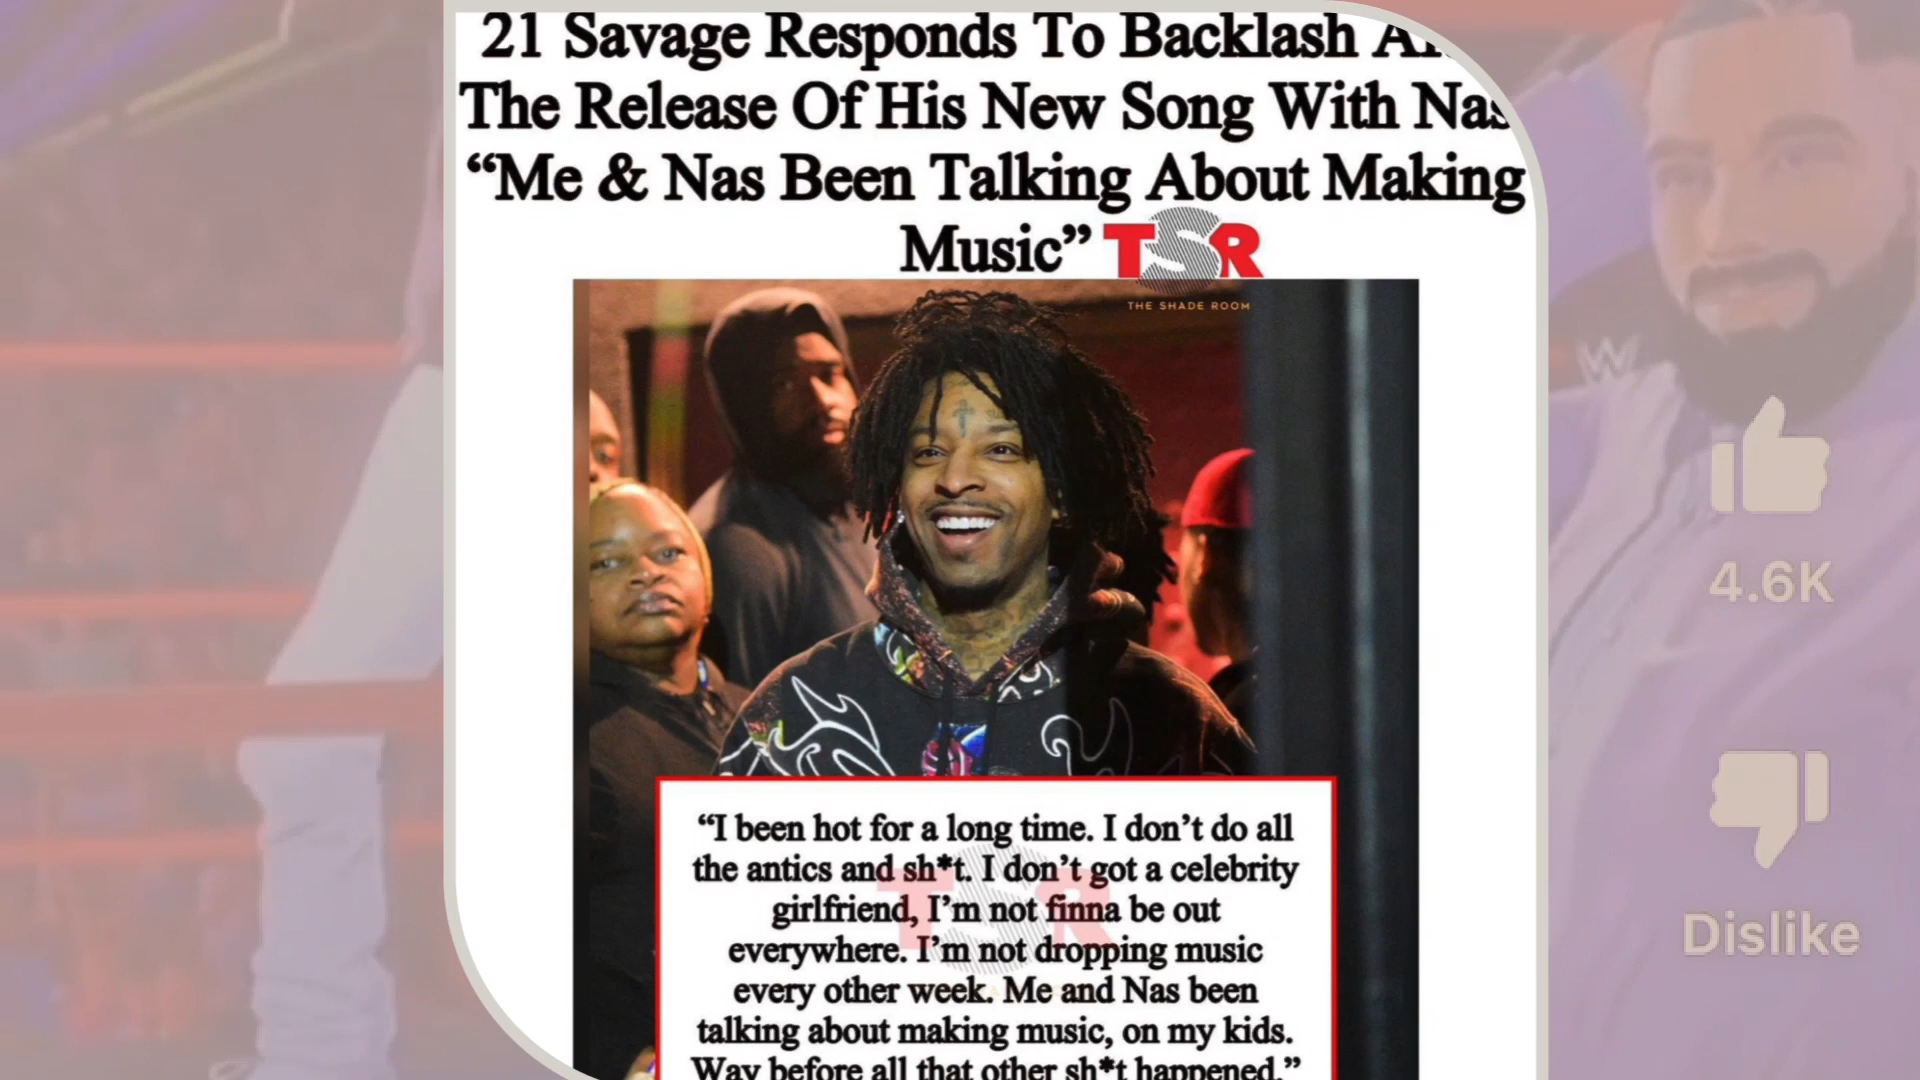 21 Savage Responds To Backlash
The Release Of His New Song With Nas
“Me & Nas Been Talking About Making
Music” TSR
THE SHADE ROOM
W
4.6K
“I been hot for a long time. I don’t do all
the antics and sh*t. I don’t got a celebrity
girlfriend, I’m not finna be out
everywhere. I’m not dropping music
every other week. Me and Nas been
talking about making music, on my kids.
Way before all that other sh*t happened.”
TSR
Dislike